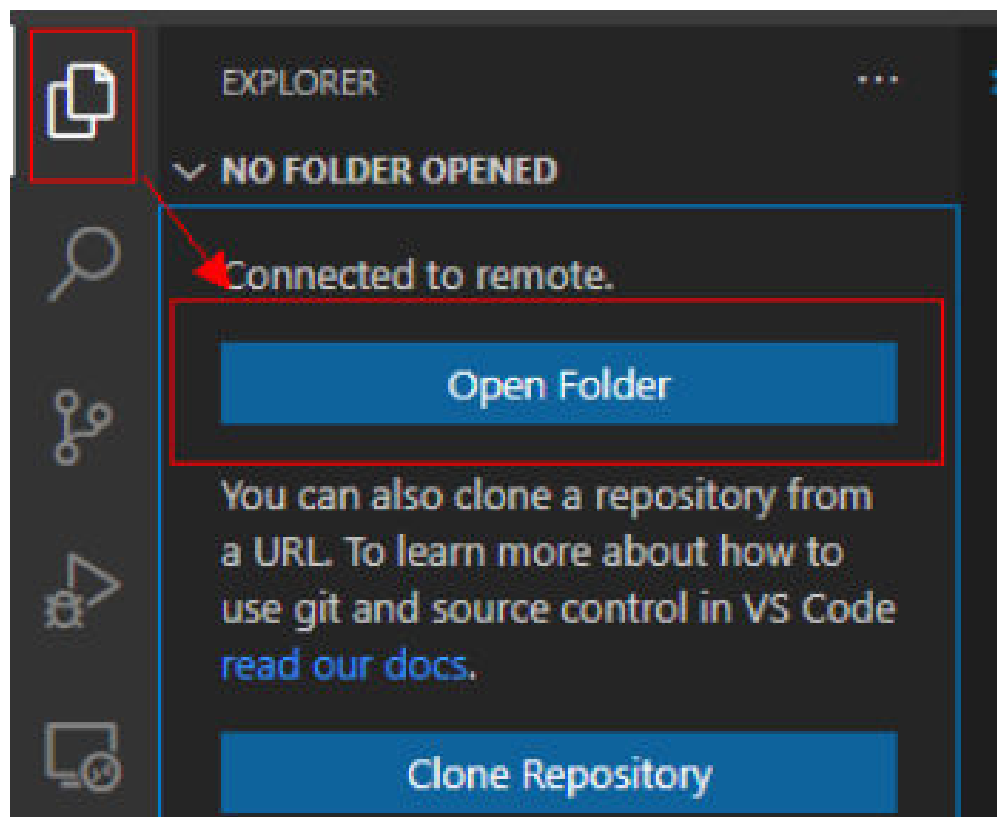 EXPLORER ...
NO FOLDER OPENED
Connected to remote.
Open Folder
You can also clone a repository from
a URL. To learn more about how to
use git and source control in VS Code
read our docs.
Clone Repository